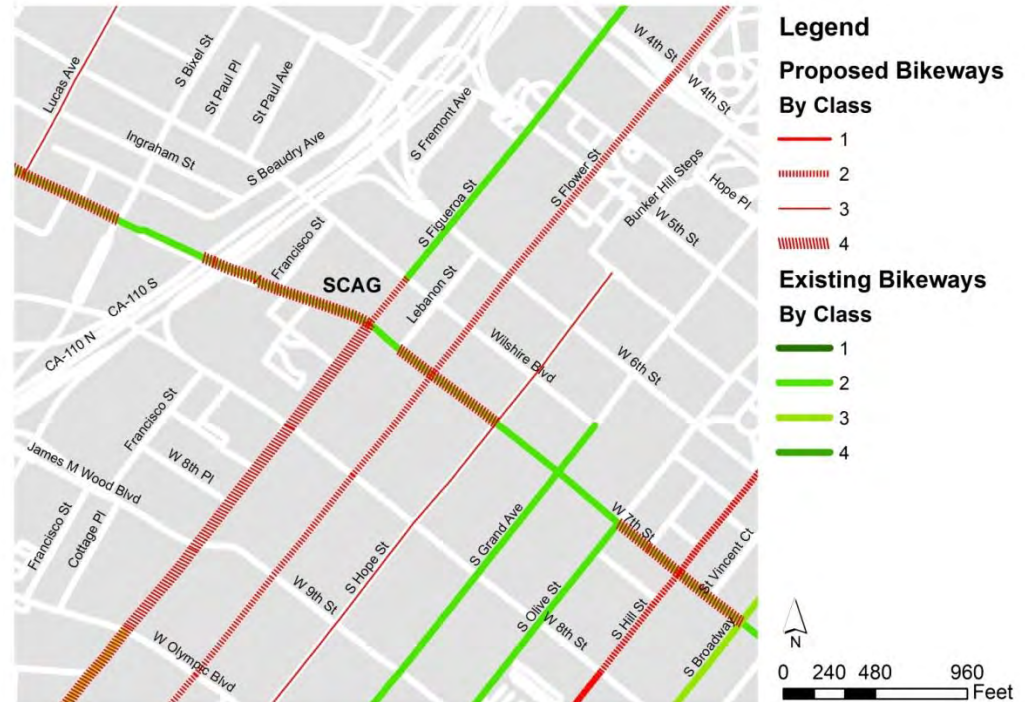 W 4th St
Legend
Proposed Bikeways
By Class
1
2
3
4
Existing Bikeways
By Class
1
2
3
4
Lucas Ave
S Bixel St
St Paul Pl
St Paul Ave
W 4th St
Ingraham St
S Beaudry Ave
S Fremont Ave
S Flower St
Bunker Hill Steps
Hope Pl
S Figueroa St
W 5th St
Francisco St
SCAG
Lebanon St
CA-110 S
CA-110 N
Wilshire Blvd
W 6th St
Francisco St
W 8th Pl
James M Wood Blvd
Francisco St
Cottage Pl
W 9th St
S Hope St
S Grand Ave
W 7th St
St Vincent Ct
S Olive St
W 8th St
S Hill St
S Broadway
W Olympic Blvd
N
0 240 480 960
Feet